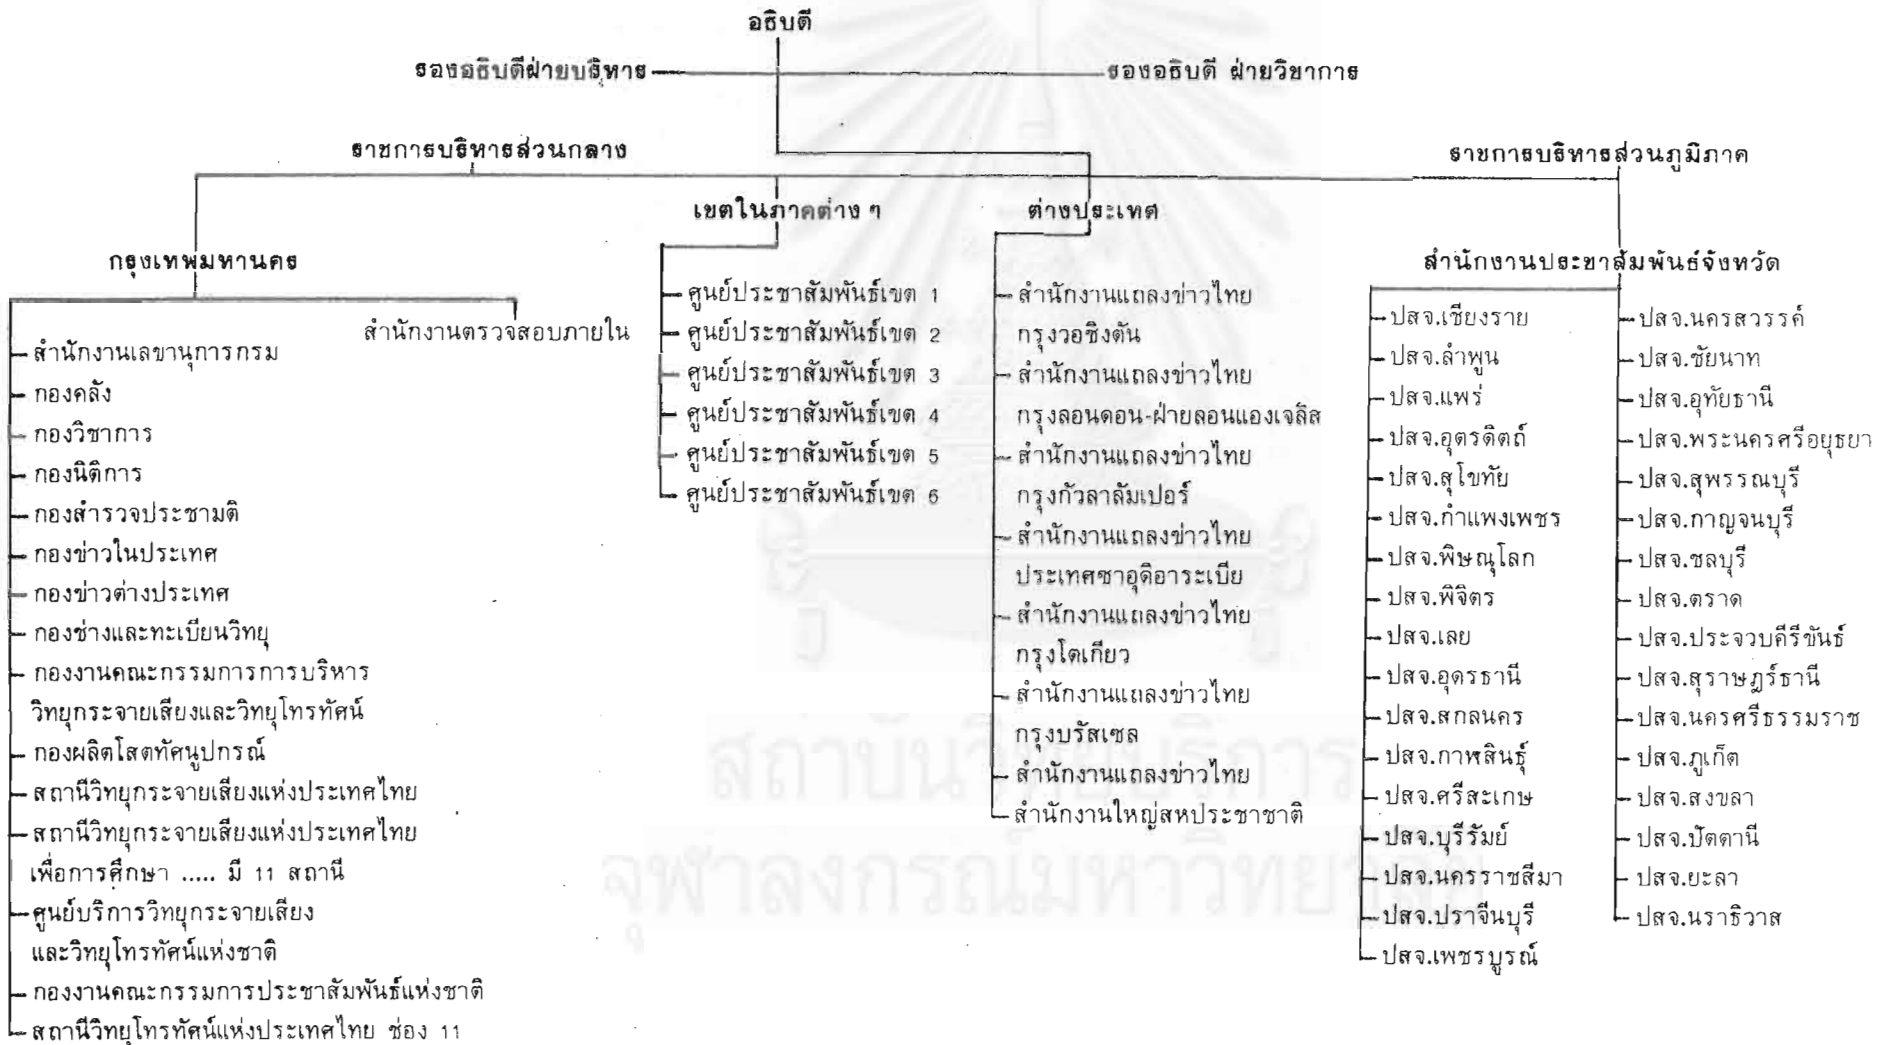 อธิบดี
รองอธิบดีฝ่ายบริหาร
รองอธิบดี ฝ่ายวิชาการ
ราชการบริหารส่วนกลาง
ราชการบริหารส่วนภูมิภาค
กรุงเทพมหานคร
สำนักงานตรวจสอบภายใน
สำนักงานเลขานุการกรม
กองคลัง
กองวิชาการ
กองนิติการ
กองสำรวจประชามติ
กองข่าวในประเทศ
กองข่าวต่างประเทศ
กองช่างและทะเบียนวิทยุ
กองงานคณะกรรมการการบริหาร
วิทยุกระจายเสียงและวิทยุโทรทัศน์
กองผลิตโสตทัศนูปกรณ์
สถานีวิทยุกระจายเสียงแห่งประเทศไทย
สถานีวิทยุกระจายเสียงแห่งประเทศไทย
เพื่อการศึกษา ..... มี 11 สถานี
ศูนย์บริการวิทยุกระจายเสียง
และวิทยุโทรทัศน์แห่งชาติ
กองงานคณะกรรมการประชาสัมพันธ์แห่งชาติ
สถานีวิทยุโทรทัศน์แห่งประเทศไทย ช่อง 11
เขตในภาคต่าง ๆ
ศูนย์ประชาสัมพันธ์เขต 1
ศูนย์ประชาสัมพันธ์เขต 2
ศูนย์ประชาสัมพันธ์เขต 3
ศูนย์ประชาสัมพันธ์เขต 4
ศูนย์ประชาสัมพันธ์เขต 5
ศูนย์ประชาสัมพันธ์เขต 6
ต่างประเทศ
สำนักงานแถลงข่าวไทย
กรุงวอชิงตัน
สำนักงานแถลงข่าวไทย
กรุงลอนดอน-ฝ่ายลอนแองเจลิส
สำนักงานแถลงข่าวไทย
กรุงกัวลาลัมเปอร์
สำนักงานแถลงข่าวไทย
ประเทศซาอุดิอาระเบีย
สำนักงานแถลงข่าวไทย
กรุงโตเกียว
สำนักงานแถลงข่าวไทย
กรุงบรัสเซล
สำนักงานแถลงข่าวไทย
สำนักงานใหญ่สหประชาชาติ
สำนักงานประชาสัมพันธ์จังหวัด
ปสจ.เชียงราย
ปสจ.ลำพูน
ปสจ.แพร่
ปสจ.อุตรดิตถ์
ปสจ.สุโขทัย
ปสจ.กำแพงเพชร
ปสจ.พิษณุโลก
ปสจ.พิจิตร
ปสจ.เลย
ปสจ.อุดรธานี
ปสจ.สกลนคร
ปสจ.กาฬสินธุ์
ปสจ.ศรีสะเกษ
ปสจ.บุรีรัมย์
ปสจ.นครราชสีมา
ปสจ.ปราจีนบุรี
ปสจ.เพชรบูรณ์
ปสจ.นครสวรรค์
ปสจ.ชัยนาท
ปสจ.อุทัยธานี
ปสจ.พระนครศรีอยุธยา
ปสจ.สุพรรณบุรี
ปสจ.กาญจนบุรี
ปสจ.ชลบุรี
ปสจ.ตราด
ปสจ.ประจวบคีรีขันธ์
ปสจ.สุราษฎร์ธานี
ปสจ.นครศรีธรรมราช
ปสจ.ภูเก็ต
ปสจ.สงขลา
ปสจ.ปัตตานี
ปสจ.ยะลา
ปสจ.นราธิวาส
สถาบันวิทยบริการ
จุฬาลงกรณ์มหาวิทยาลัย